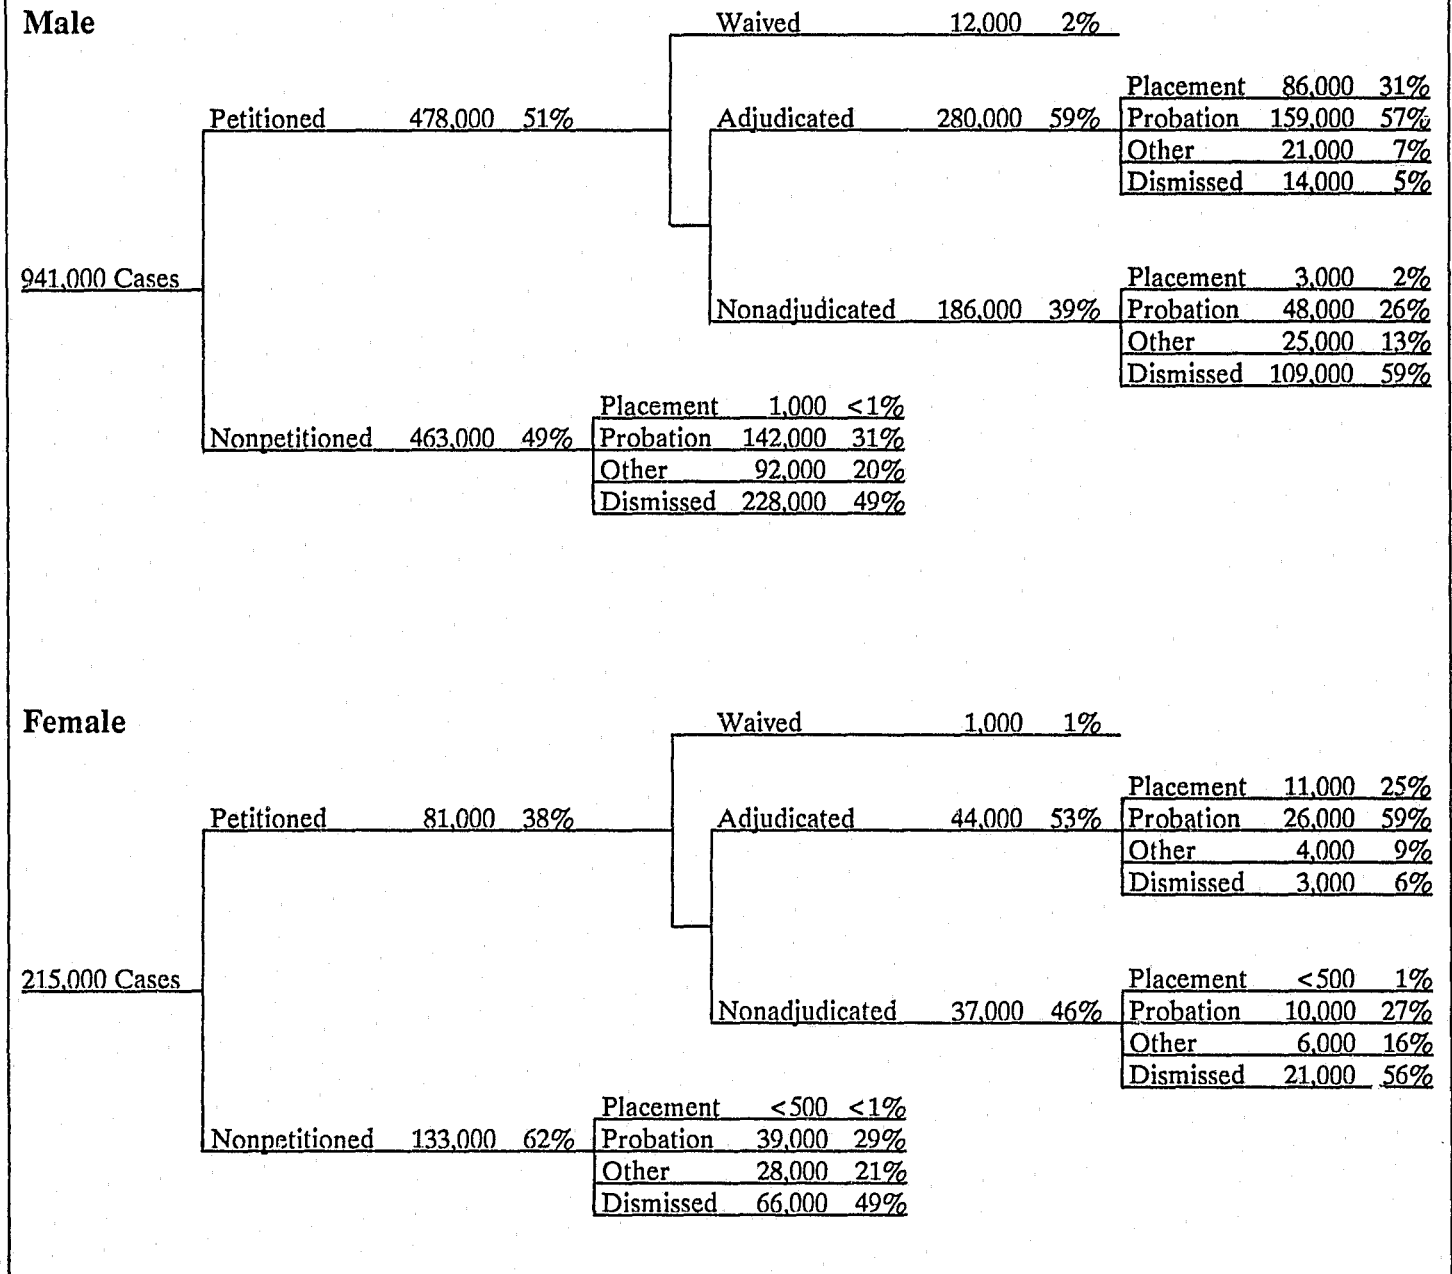 Male
Waived 12,000 2%
Placement 86,000 31%
Petitioned 478,000 51% Adjudicated 280,000 59% Probation 159,000 57%
Other 21,000 7%
Dismissed 14,000 5%
941,000 Cases Placement 3,000 2%
Nonadjudicated 186,000 39% Probation 48,000 26%
Other 25,000 13%
Dismissed 109,000 59%
Placement 1,000 <1%
Nonpetitioned 463,000 49% Probation 142,000 31%
Other 92,000 20%
Dismissed 228,000 49%
Female
Waived 1,000 1%
Placement 11,000 25%
Petitioned 81,000 38% Adjudicated 44,000 53% Probation 26,000 59%
Other 4,000 9%
Dismissed 3,000 6%
215,000 Cases Placement <500 1%
Nonadjudicated 37,000 46% Probation 10,000 27%
Other 6,000 16%
Dismissed 21,000 56%
Placement <500 <1%
Nonpetitioned 133,000 62% Probation 39,000 29%
Other 28,000 21%
Dismissed 66,000 49%